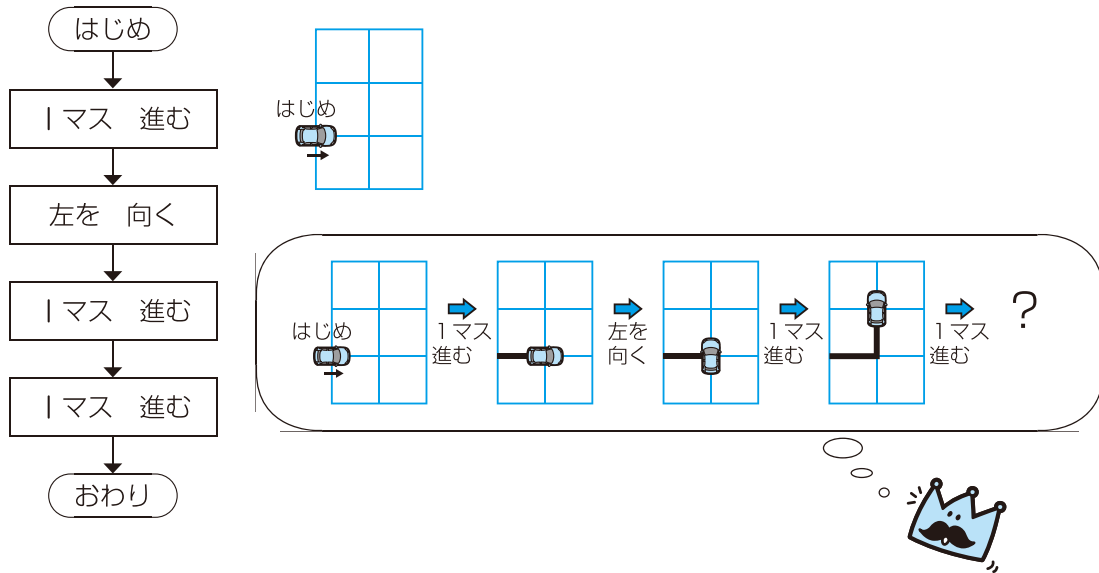 はじめ
1マス　進む
左を　向く
1マス　進む
1マス　進む
おわり
はじめ
はじめ
1マス
進む
左を
向く
1マス
進む
1マス
進む
?